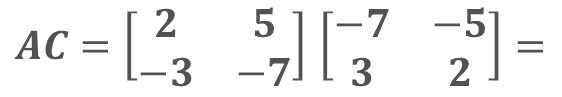 AC = [2 5 −3 −7] [−7 −5 3 2] =